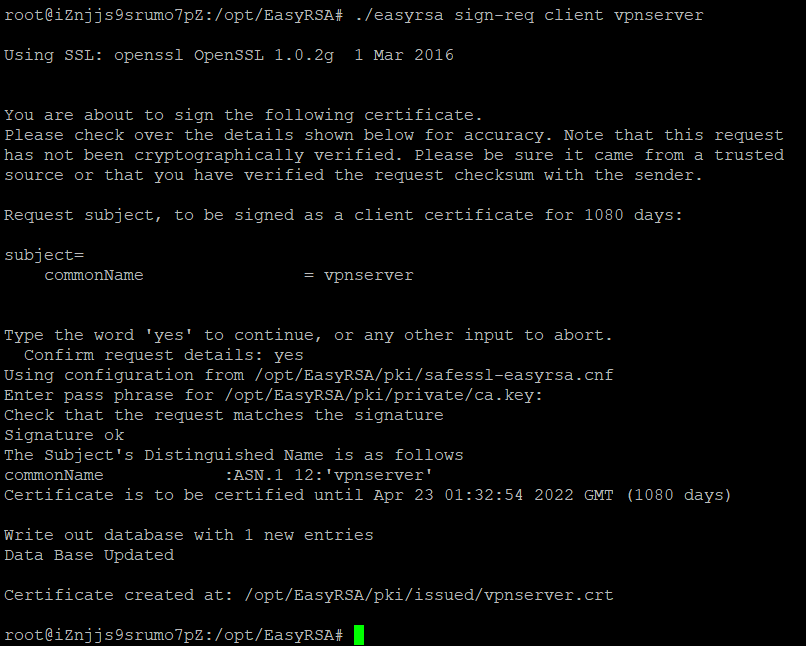 root@iZnjjs9srumo7pZ:/opt/EasyRSA# ./easyrsa sign-req client vpnserver
Using SSL: openssl OpenSSL 1.0.2g  1 Mar 2016
You are about to sign the following certificate.
Please check over the details shown below for accuracy. Note that this request
has not been cryptographically verified. Please be sure it came from a trusted
source or that you have verified the request checksum with the sender.
Request subject, to be signed as a client certificate for 1080 days:
subject=
    commonName                = vpnserver
Type the word 'yes' to continue, or any other input to abort.
  Confirm request details: yes
Using configuration from /opt/EasyRSA/pki/safessl-easyrsa.cnf
Enter pass phrase for /opt/EasyRSA/pki/private/ca.key:
Check that the request matches the signature
Signature ok
The Subject's Distinguished Name is as follows
commonName            :ASN.1 12:'vpnserver'
Certificate is to be certified until Apr 23 01:32:54 2022 GMT (1080 days)
Write out database with 1 new entries
Data Base Updated
Certificate created at: /opt/EasyRSA/pki/issued/vpnserver.crt
root@iZnjjs9srumo7pZ:/opt/EasyRSA#